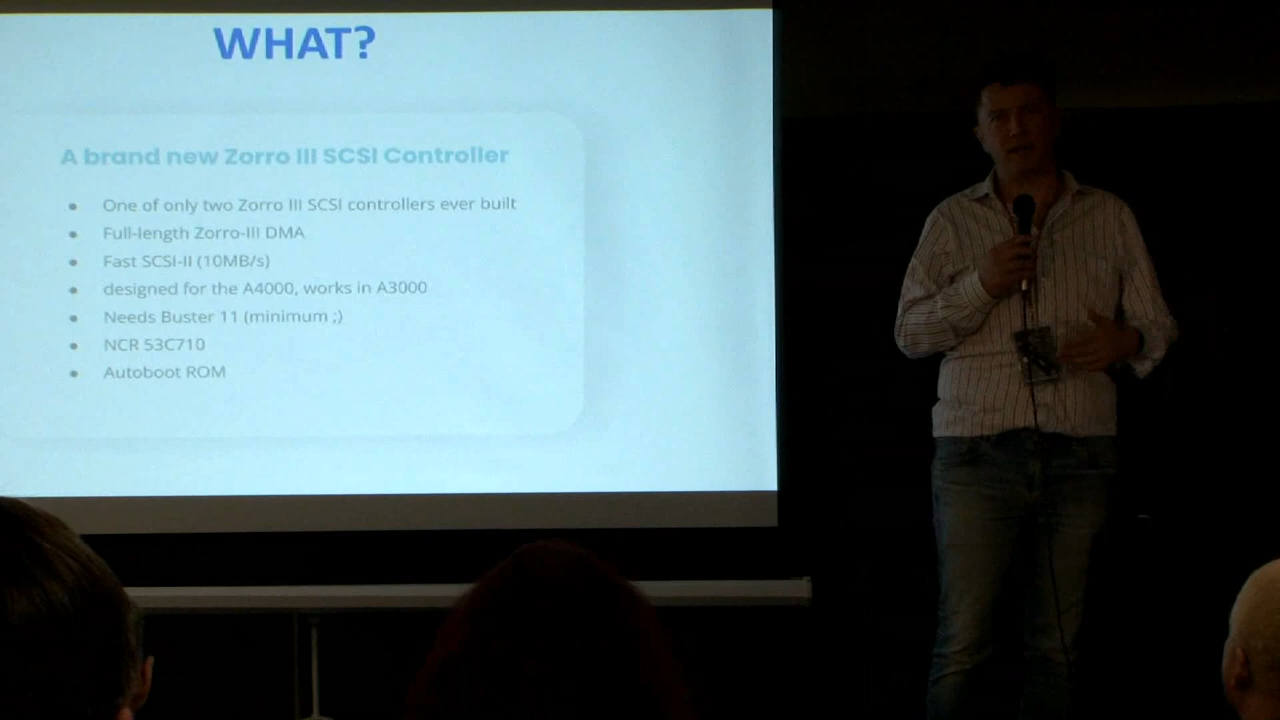 WHAT?
A brand new Zorro III SCSI Controller
● One of only two Zorro III SCSI controllers ever built
● Full-length Zorro-III DMA
● Fast SCSI-II (10MB/s)
● designed for the A4000, works in A3000
● Needs Buster 11 (minimum ;)
● NCR 53C710
● Autoboot ROM